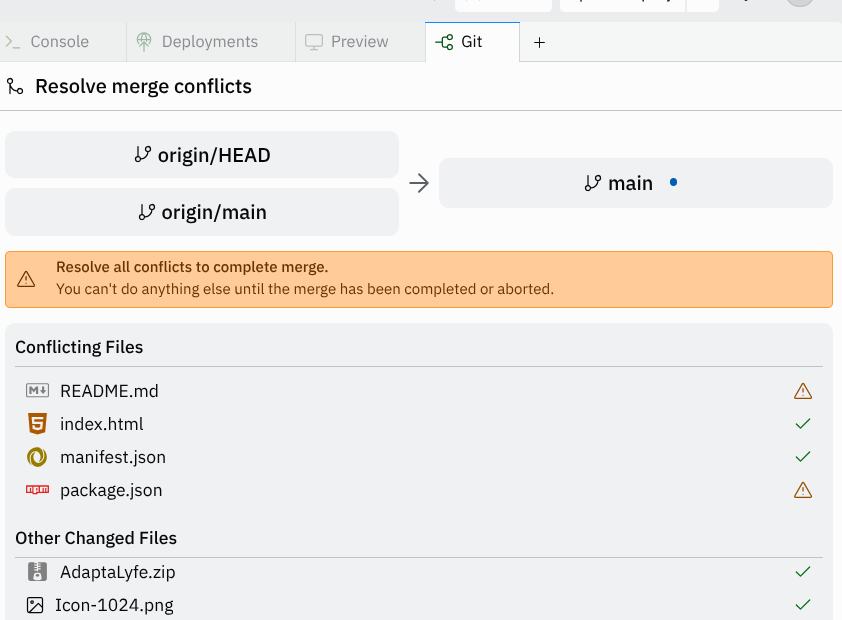 Console
Deployments
Preview
Git
+
Resolve merge conflicts
origin/HEAD
origin/main
main
Resolve all conflicts to complete merge.
You can't do anything else until the merge has been completed or aborted.
Conflicting Files
README.md
index.html
manifest.json
package.json
Other Changed Files
AdaptaLyfe.zip
Icon-1024.png